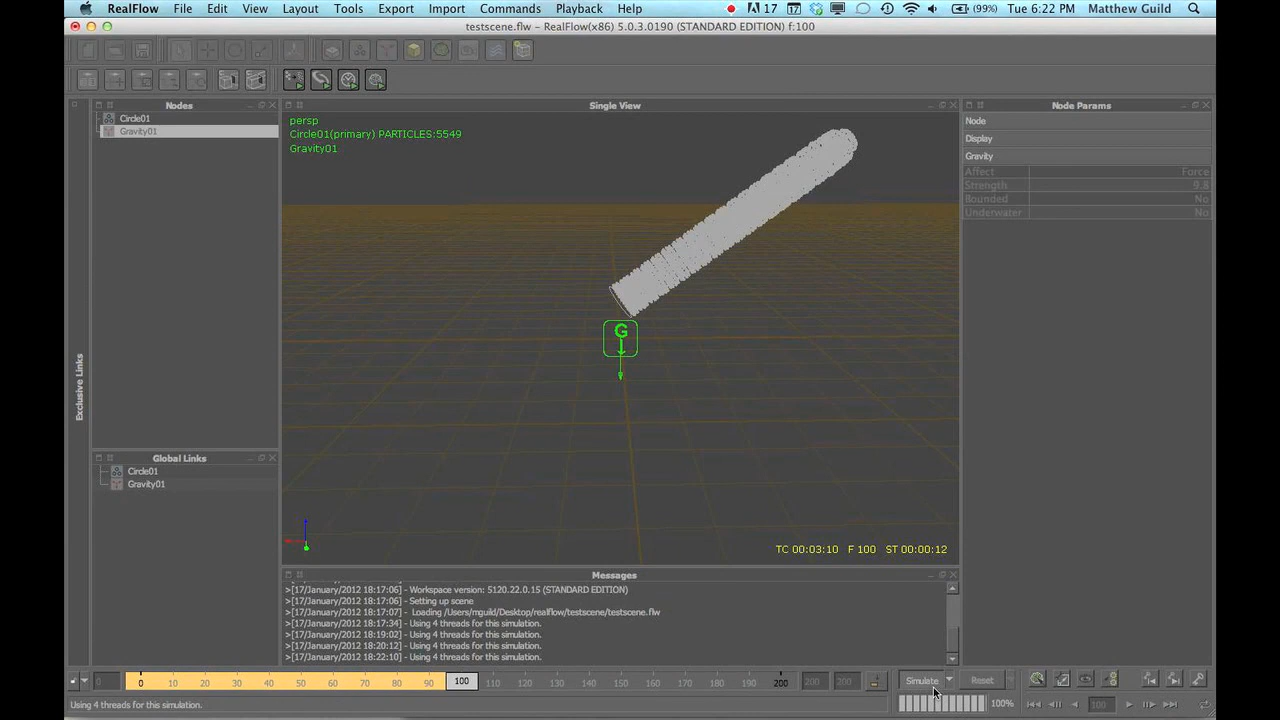 RealFlow File Edit View Layout Tools Export Import Commands Playback Help 17 17 (99%) Tue 6:22 PM Matthew Guild
testscene.flw - RealFlow(x86) 5.0.3.0190 (STANDARD EDITION) f:100
Nodes
Circle01
Gravity01
Exclusive Links
Global Links
Circle01
Gravity01
Single View
persp
Circle01(primary) PARTICLES:5549
Gravity01
G
TC 00:03:10 F 100 ST 00:00:12
Messages
>[17/January/2012 18:17:06] - Workspace version: 5120.22.0.15 (STANDARD EDITION)
>[17/January/2012 18:17:06] - Setting up scene
>[17/January/2012 18:17:07] - Loading /Users/mguild/Desktop/realflow/testscene/testscene.flw
>[17/January/2012 18:17:34] - Using 4 threads for this simulation.
>[17/January/2012 18:19:02] - Using 4 threads for this simulation.
>[17/January/2012 18:20:12] - Using 4 threads for this simulation.
>[17/January/2012 18:22:10] - Using 4 threads for this simulation.
Node Params
Node
Display
Gravity
Affect Force
Strength 9.8
Bounded No
Underwater No
0 0 10 20 30 40 50 60 70 80 90 100 110 120 130 140 150 160 170 180 190 200 200 200 Simulate Reset
Using 4 threads for this simulation. 100% 100